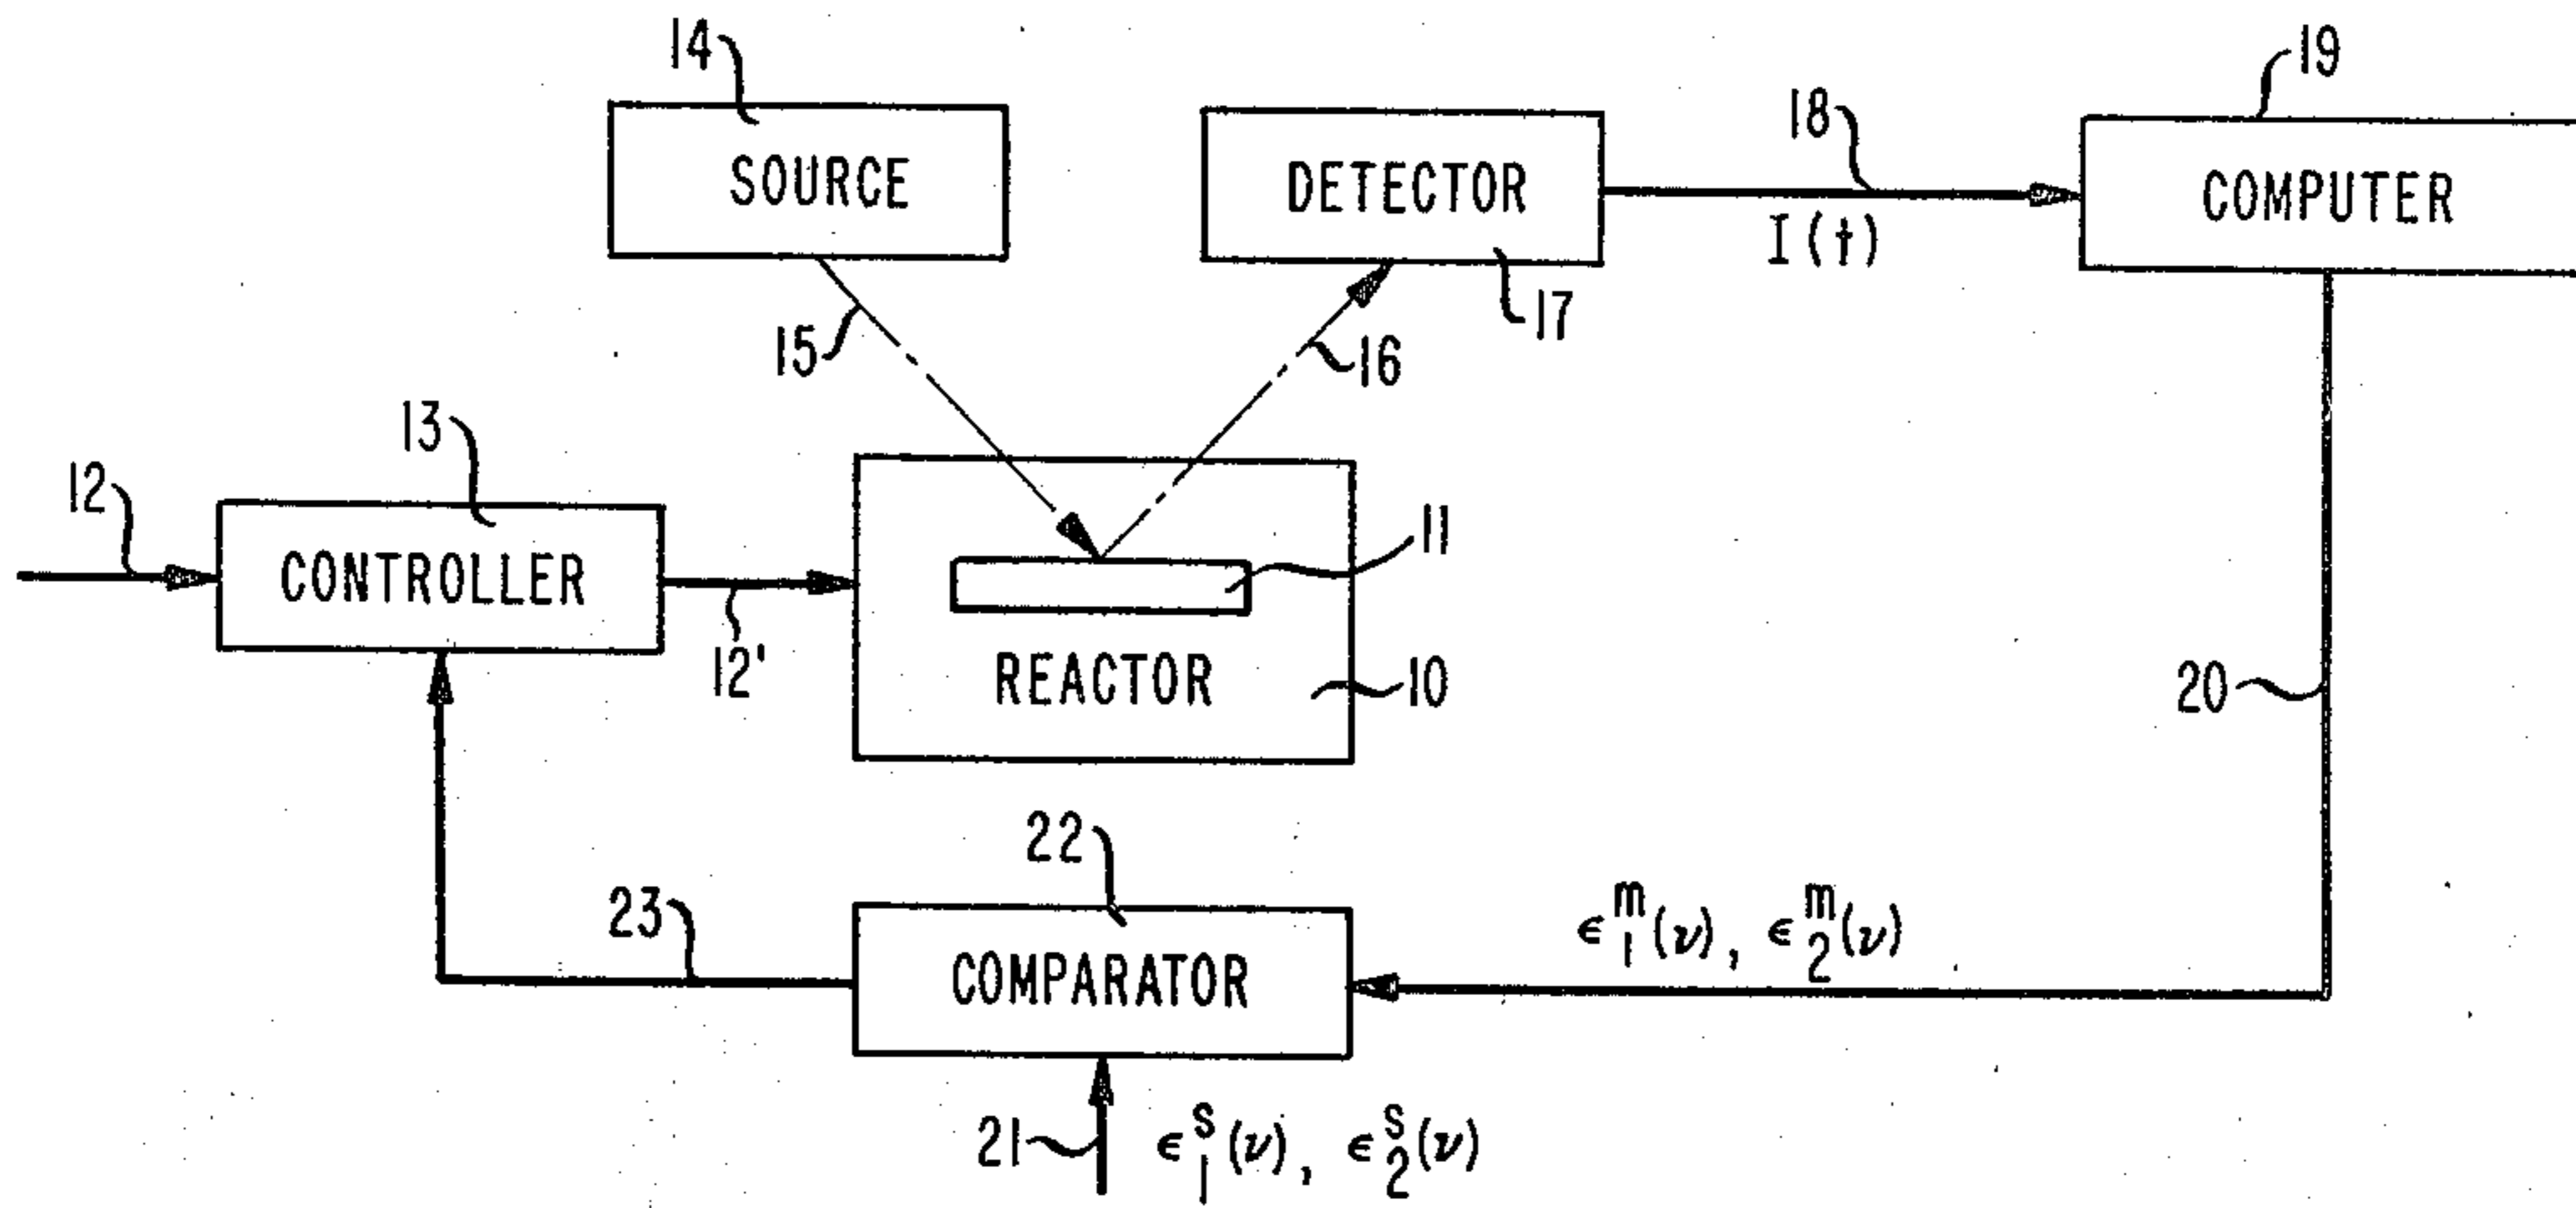 14
SOURCE
15
DETECTOR
17
16
18
I(t)
19
COMPUTER
12
13
CONTROLLER
12'
11
REACTOR
10
20
22
COMPARATOR
23
ϵ₁ᵐ(ν), ϵ₂ᵐ(ν)
21
ϵ₁ˢ(ν), ϵ₂ˢ(ν)